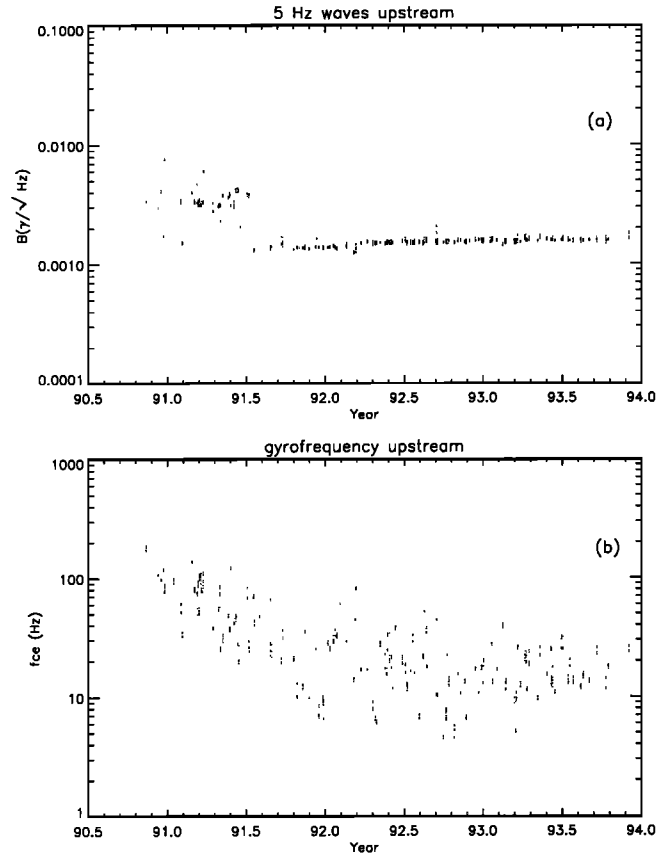 5 Hz waves upstream
0.1000
0.0100
0.0010
0.0001
B(γ/√ Hz)
(a)
90.5 91.0 91.5 92.0 92.5 93.0 93.5 94.0
Year
gyrofrequency upstream
1000
100
10
1
fce (Hz)
(b)
90.5 91.0 91.5 92.0 92.5 93.0 93.5 94.0
Year